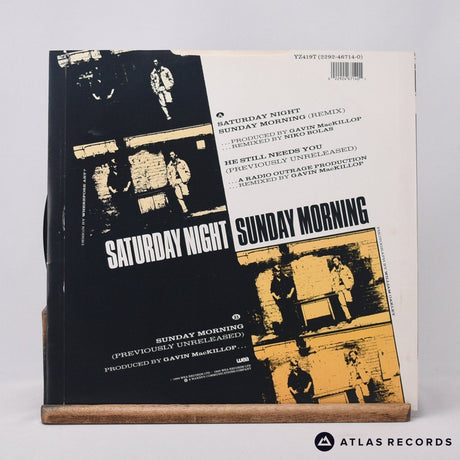 YZ419T (2292-46714-0)
A
SATURDAY NIGHT
SUNDAY MORNING (REMIX)
...PRODUCED BY GAVIN MacKILLOP
...REMIXED BY NIKO BOLAS
HE STILL NEEDS YOU
(PREVIOUSLY UNRELEASED)
...A RADIO OUTRAGE PRODUCTION
...REMIXED BY GAVIN MacKILLOP
SATURDAY NIGHT SUNDAY MORNING
B
SUNDAY MORNING
(PREVIOUSLY UNRELEASED)
PRODUCED BY GAVIN MacKILLOP...
wea
ATLAS RECORDS